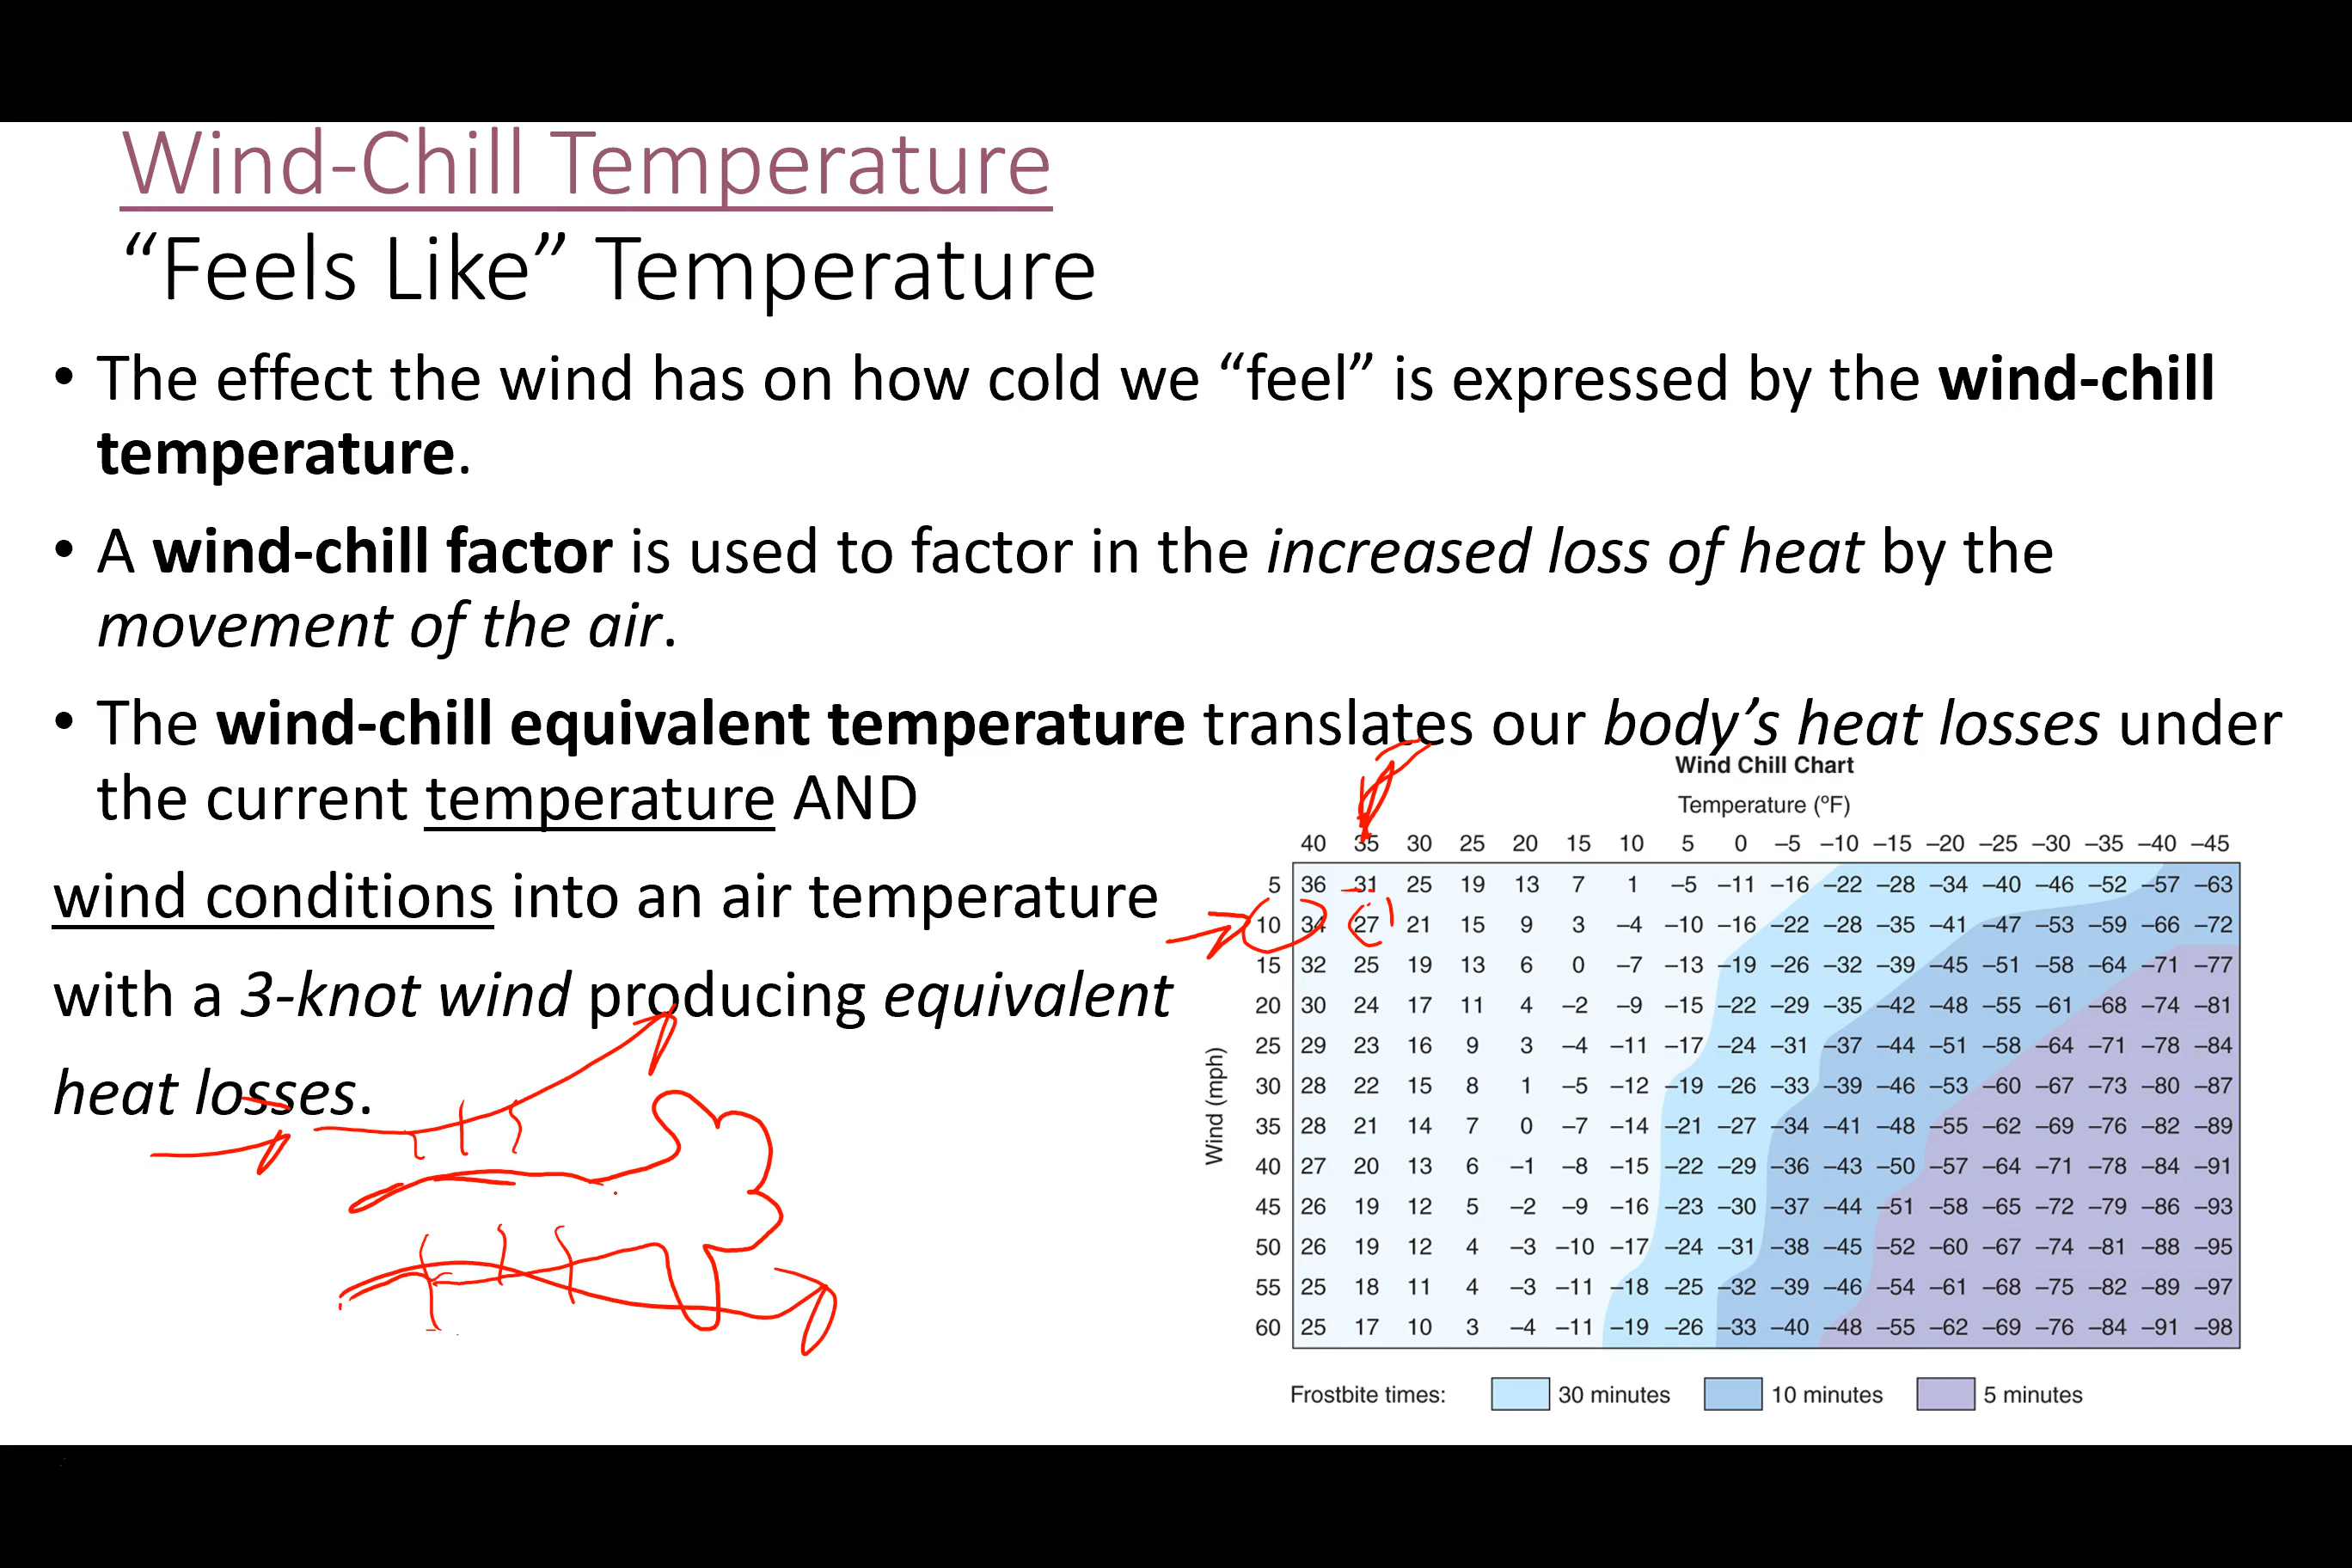 Wind-Chill Temperature
“Feels Like” Temperature
• The effect the wind has on how cold we “feel” is expressed by the wind-chill
temperature.
• A wind-chill factor is used to factor in the increased loss of heat by the
movement of the air.
• The wind-chill equivalent temperature translates our body’s heat losses under
the current temperature AND
wind conditions into an air temperature
with a 3-knot wind producing equivalent
heat losses.
Wind Chill Chart
Temperature (ºF)
40 35 30 25 20 15 10 5 0 –5 –10 –15 –20 –25 –30 –35 –40 –45
Wind (mph)
5 36 31 25 19 13 7 1 –5 –11 –16 –22 –28 –34 –40 –46 –52 –57 –63
10 34 27 21 15 9 3 –4 –10 –16 –22 –28 –35 –41 –47 –53 –59 –66 –72
15 32 25 19 13 6 0 –7 –13 –19 –26 –32 –39 –45 –51 –58 –64 –71 –77
20 30 24 17 11 4 –2 –9 –15 –22 –29 –35 –42 –48 –55 –61 –68 –74 –81
25 29 23 16 9 3 –4 –11 –17 –24 –31 –37 –44 –51 –58 –64 –71 –78 –84
30 28 22 15 8 1 –5 –12 –19 –26 –33 –39 –46 –53 –60 –67 –73 –80 –87
35 28 21 14 7 0 –7 –14 –21 –27 –34 –41 –48 –55 –62 –69 –76 –82 –89
40 27 20 13 6 –1 –8 –15 –22 –29 –36 –43 –50 –57 –64 –71 –78 –84 –91
45 26 19 12 5 –2 –9 –16 –23 –30 –37 –44 –51 –58 –65 –72 –79 –86 –93
50 26 19 12 4 –3 –10 –17 –24 –31 –38 –45 –52 –60 –67 –74 –81 –88 –95
55 25 18 11 4 –3 –11 –18 –25 –32 –39 –46 –54 –61 –68 –75 –82 –89 –97
60 25 17 10 3 –4 –11 –19 –26 –33 –40 –48 –55 –62 –69 –76 –84 –91 –98
Frostbite times: 30 minutes 10 minutes 5 minutes